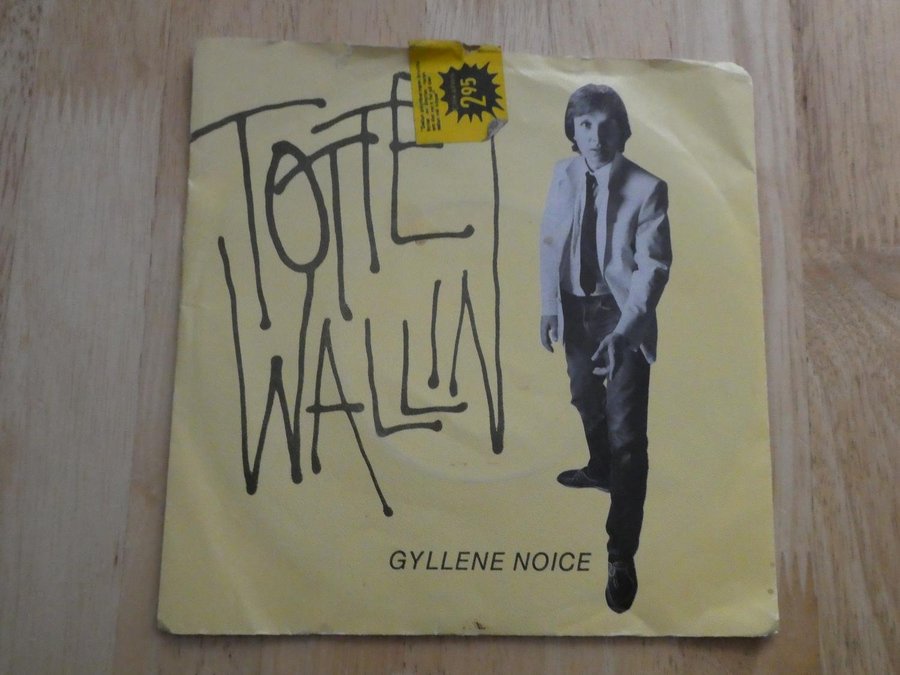 TOTTE
WALLIN
2.95
GYLLENE NOICE